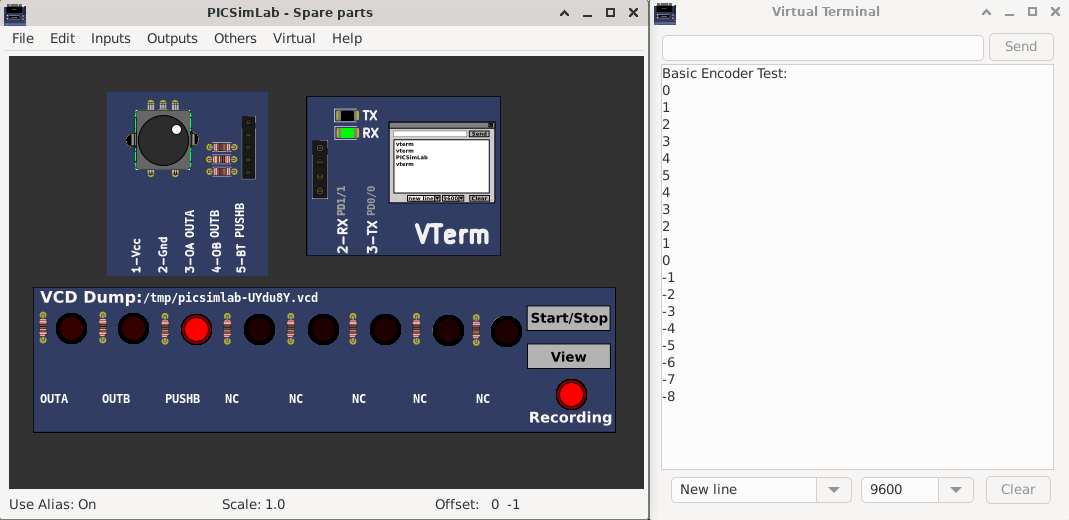 PICSimLab - Spare parts
File Edit Inputs Outputs Others Virtual Help
1-Vcc
2-Gnd
3-OA OUTA
4-OB OUTB
5-BT PUSHB
TX
RX
2-RX PD1/1
3-TX PD0/0
Send
vterm
vterm
PICSimLab
vterm
new line 9600 Clear
VTerm
VCD Dump:/tmp/picsimlab-UYdu8Y.vcd
Start/Stop
View
OUTA OUTB PUSHB NC NC NC NC NC
Recording
Use Alias: On Scale: 1.0 Offset: 0 -1
Virtual Terminal
Send
Basic Encoder Test:
0
1
2
3
4
5
4
3
2
1
0
-1
-2
-3
-4
-5
-6
-7
-8
New line 9600 Clear